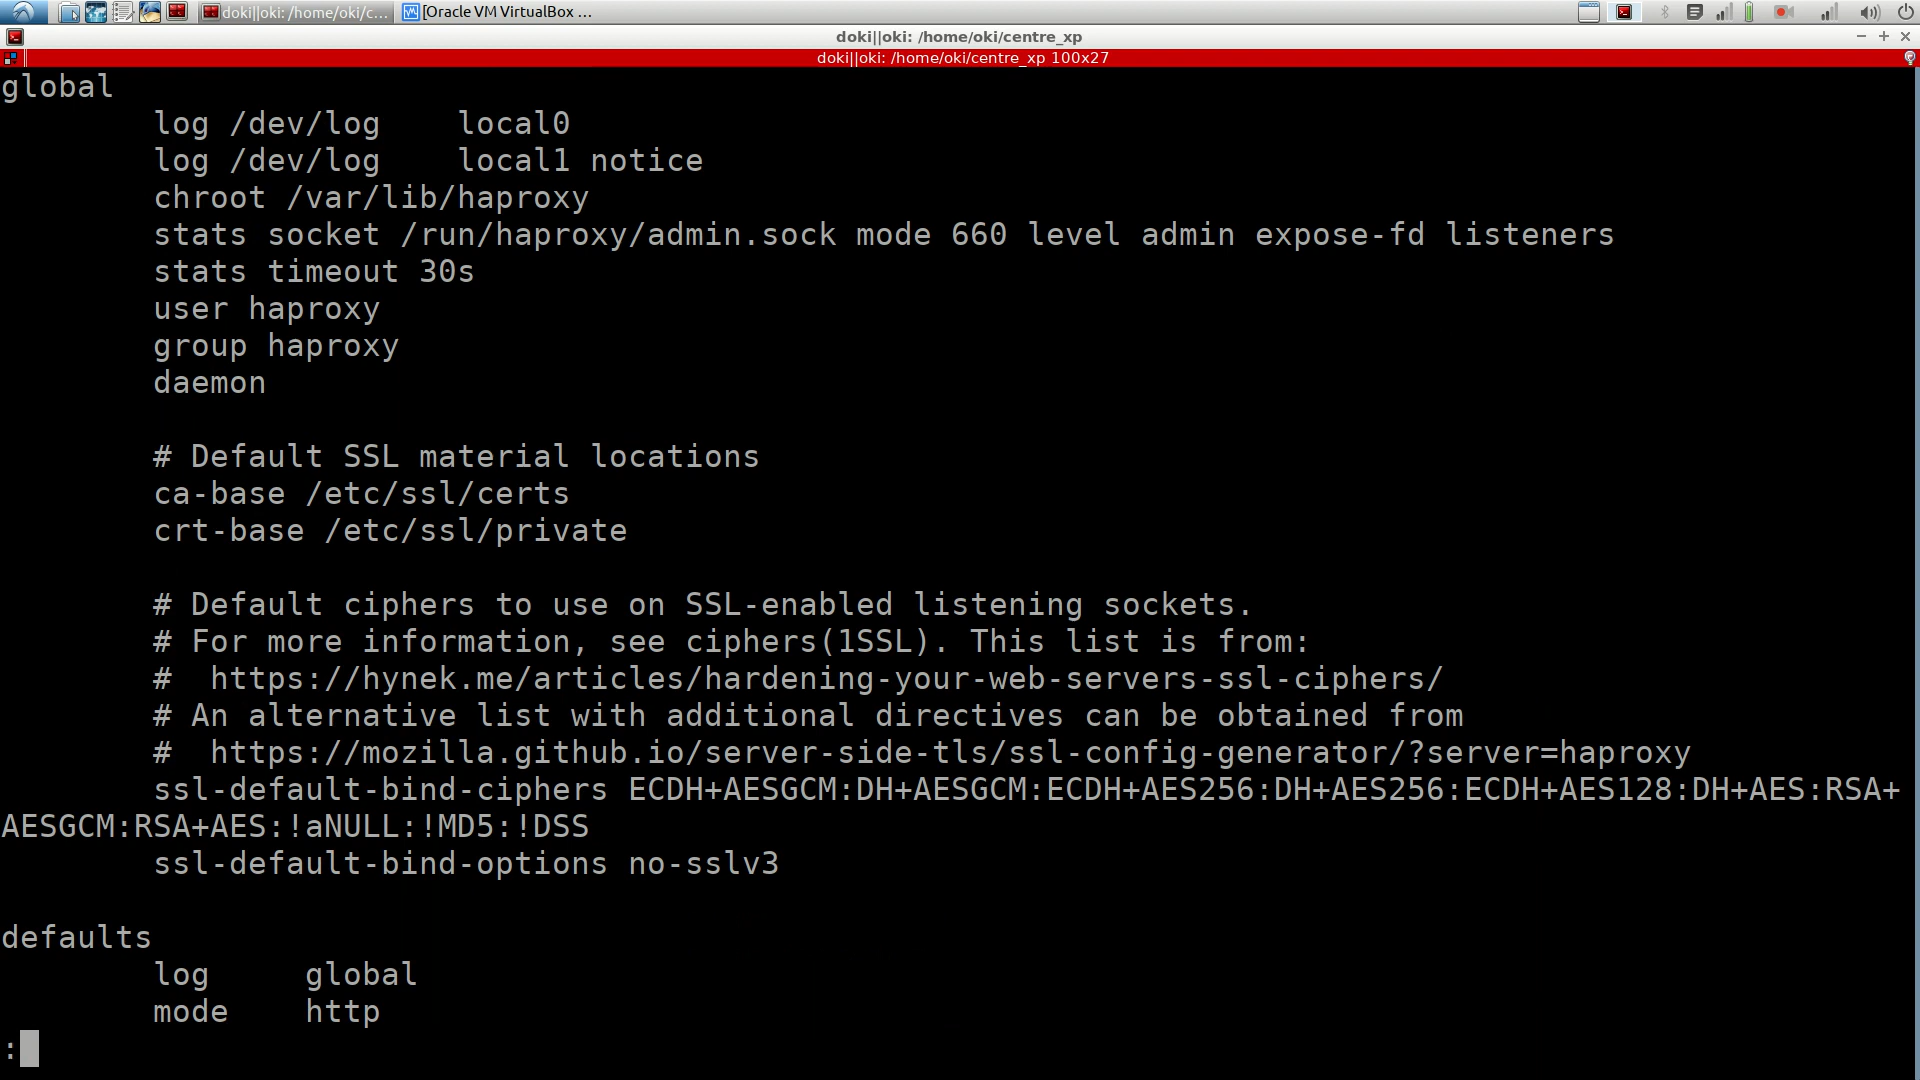 doki||oki: /home/oki/c... [Oracle VM VirtualBox ...
doki||oki: /home/oki/centre_xp
doki||oki: /home/oki/centre_xp 100x27
global
        log /dev/log    local0
        log /dev/log    local1 notice
        chroot /var/lib/haproxy
        stats socket /run/haproxy/admin.sock mode 660 level admin expose-fd listeners
        stats timeout 30s
        user haproxy
        group haproxy
        daemon

        # Default SSL material locations
        ca-base /etc/ssl/certs
        crt-base /etc/ssl/private

        # Default ciphers to use on SSL-enabled listening sockets.
        # For more information, see ciphers(1SSL). This list is from:
        #  https://hynek.me/articles/hardening-your-web-servers-ssl-ciphers/
        # An alternative list with additional directives can be obtained from
        #  https://mozilla.github.io/server-side-tls/ssl-config-generator/?server=haproxy
        ssl-default-bind-ciphers ECDH+AESGCM:DH+AESGCM:ECDH+AES256:DH+AES256:ECDH+AES128:DH+AES:RSA+
AESGCM:RSA+AES:!aNULL:!MD5:!DSS
        ssl-default-bind-options no-sslv3

defaults
        log     global
        mode    http
: